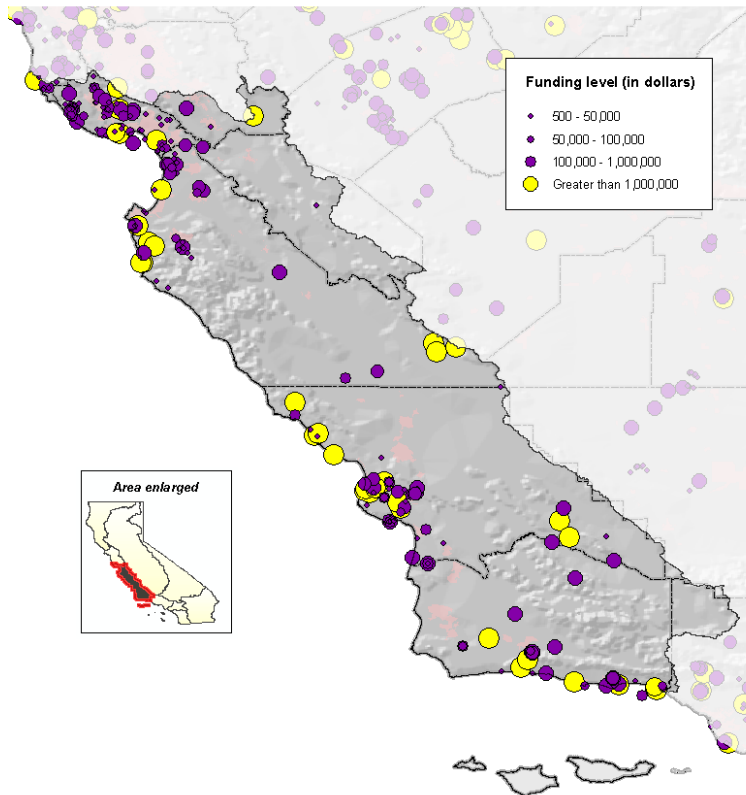 Funding level (in dollars)
500 - 50,000
50,000 - 100,000
100,000 - 1,000,000
Greater than 1,000,000
Area enlarged